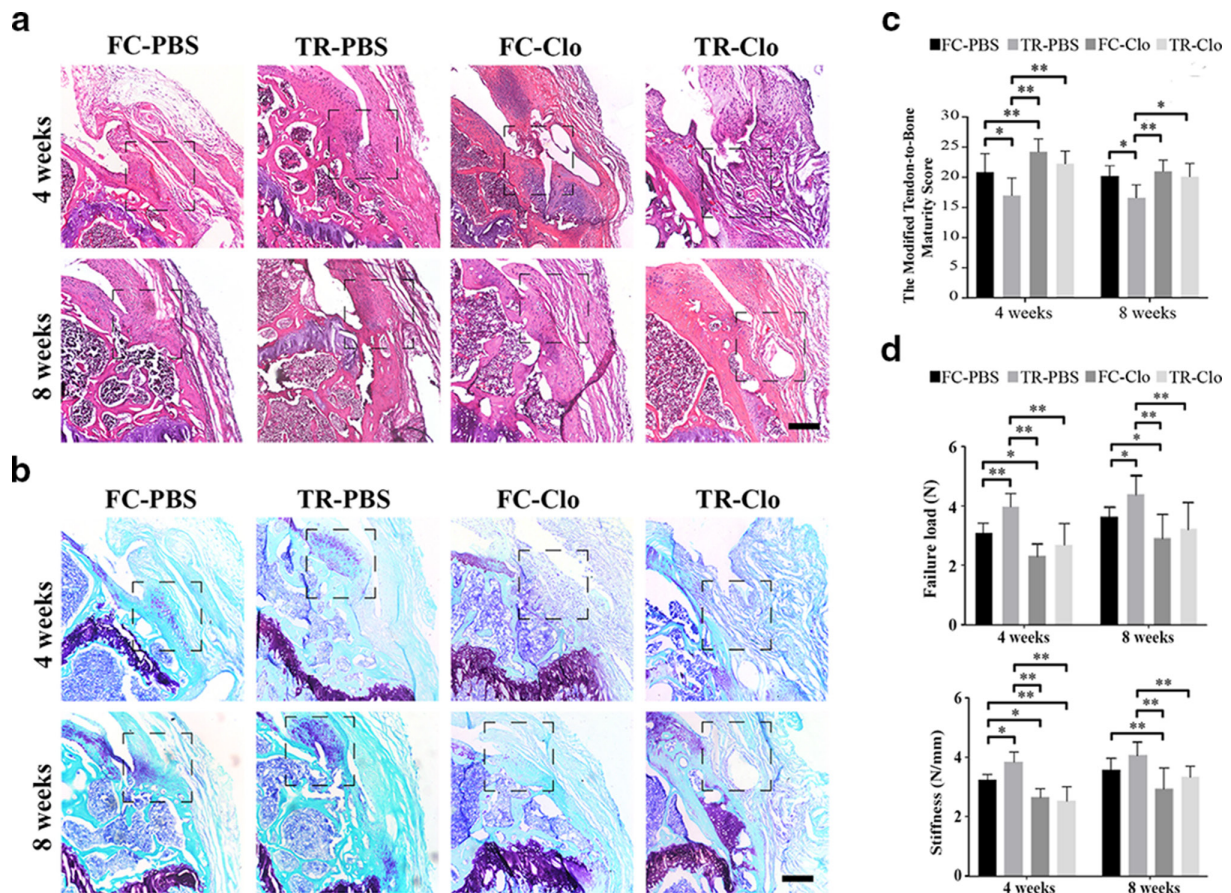 a
FC-PBS TR-PBS FC-Clo TR-Clo
4 weeks
8 weeks
b
FC-PBS TR-PBS FC-Clo TR-Clo
4 weeks
8 weeks
c
FC-PBS TR-PBS FC-Clo TR-Clo
The Modified Tendon-to-Bone
Maturity Score
30
25
20
15
10
5
0
**
**
*
*
**
*
4 weeks 8 weeks
d
FC-PBS TR-PBS FC-Clo TR-Clo
Failure load (N)
6
4
2
0
**
**
*
**
**
**
*
*
4 weeks 8 weeks
Stiffness (N/mm)
6
4
2
0
**
**
**
*
*
**
**
**
4 weeks 8 weeks